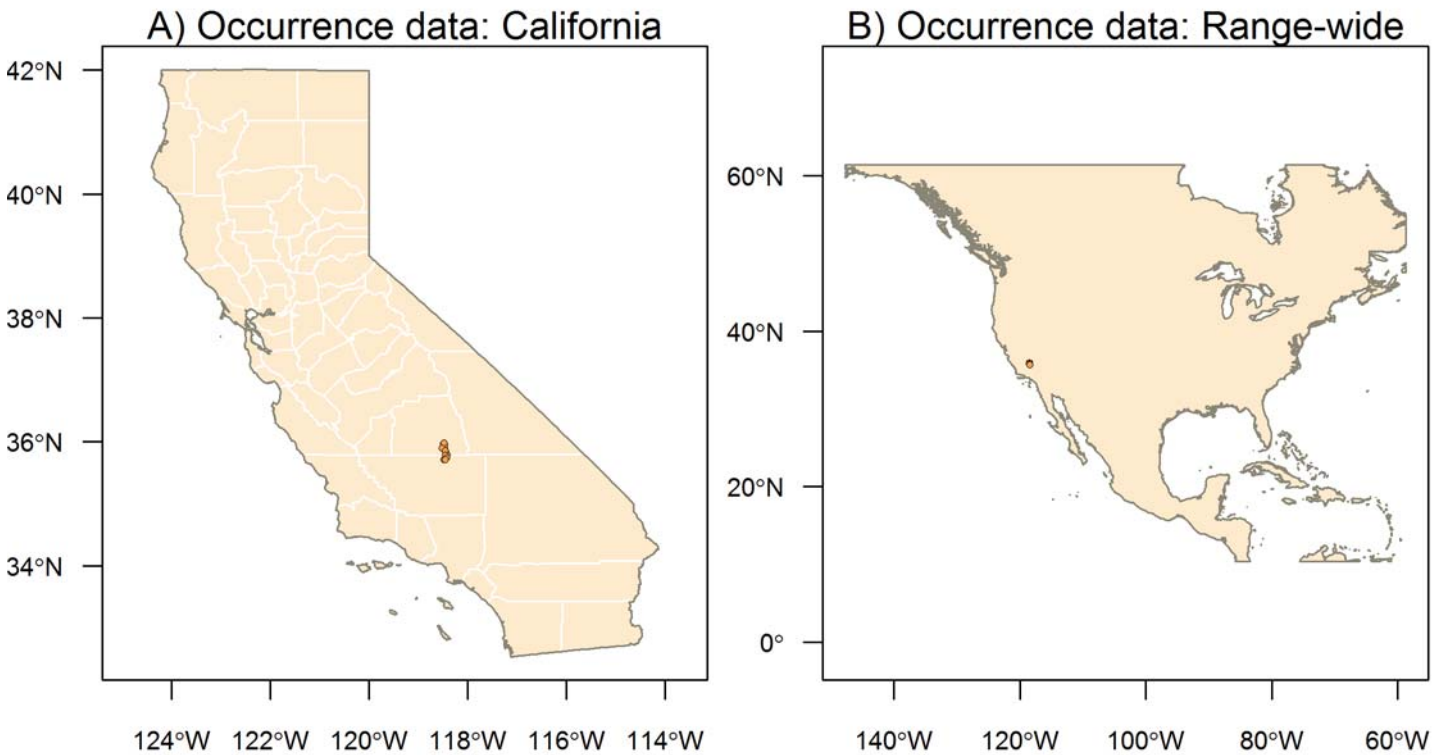 A) Occurrence data: California
42°N
40°N
38°N
36°N
34°N
124°W 122°W 120°W 118°W 116°W 114°W
B) Occurrence data: Range-wide
60°N
40°N
20°N
0°
140°W 120°W 100°W 80°W 60°W